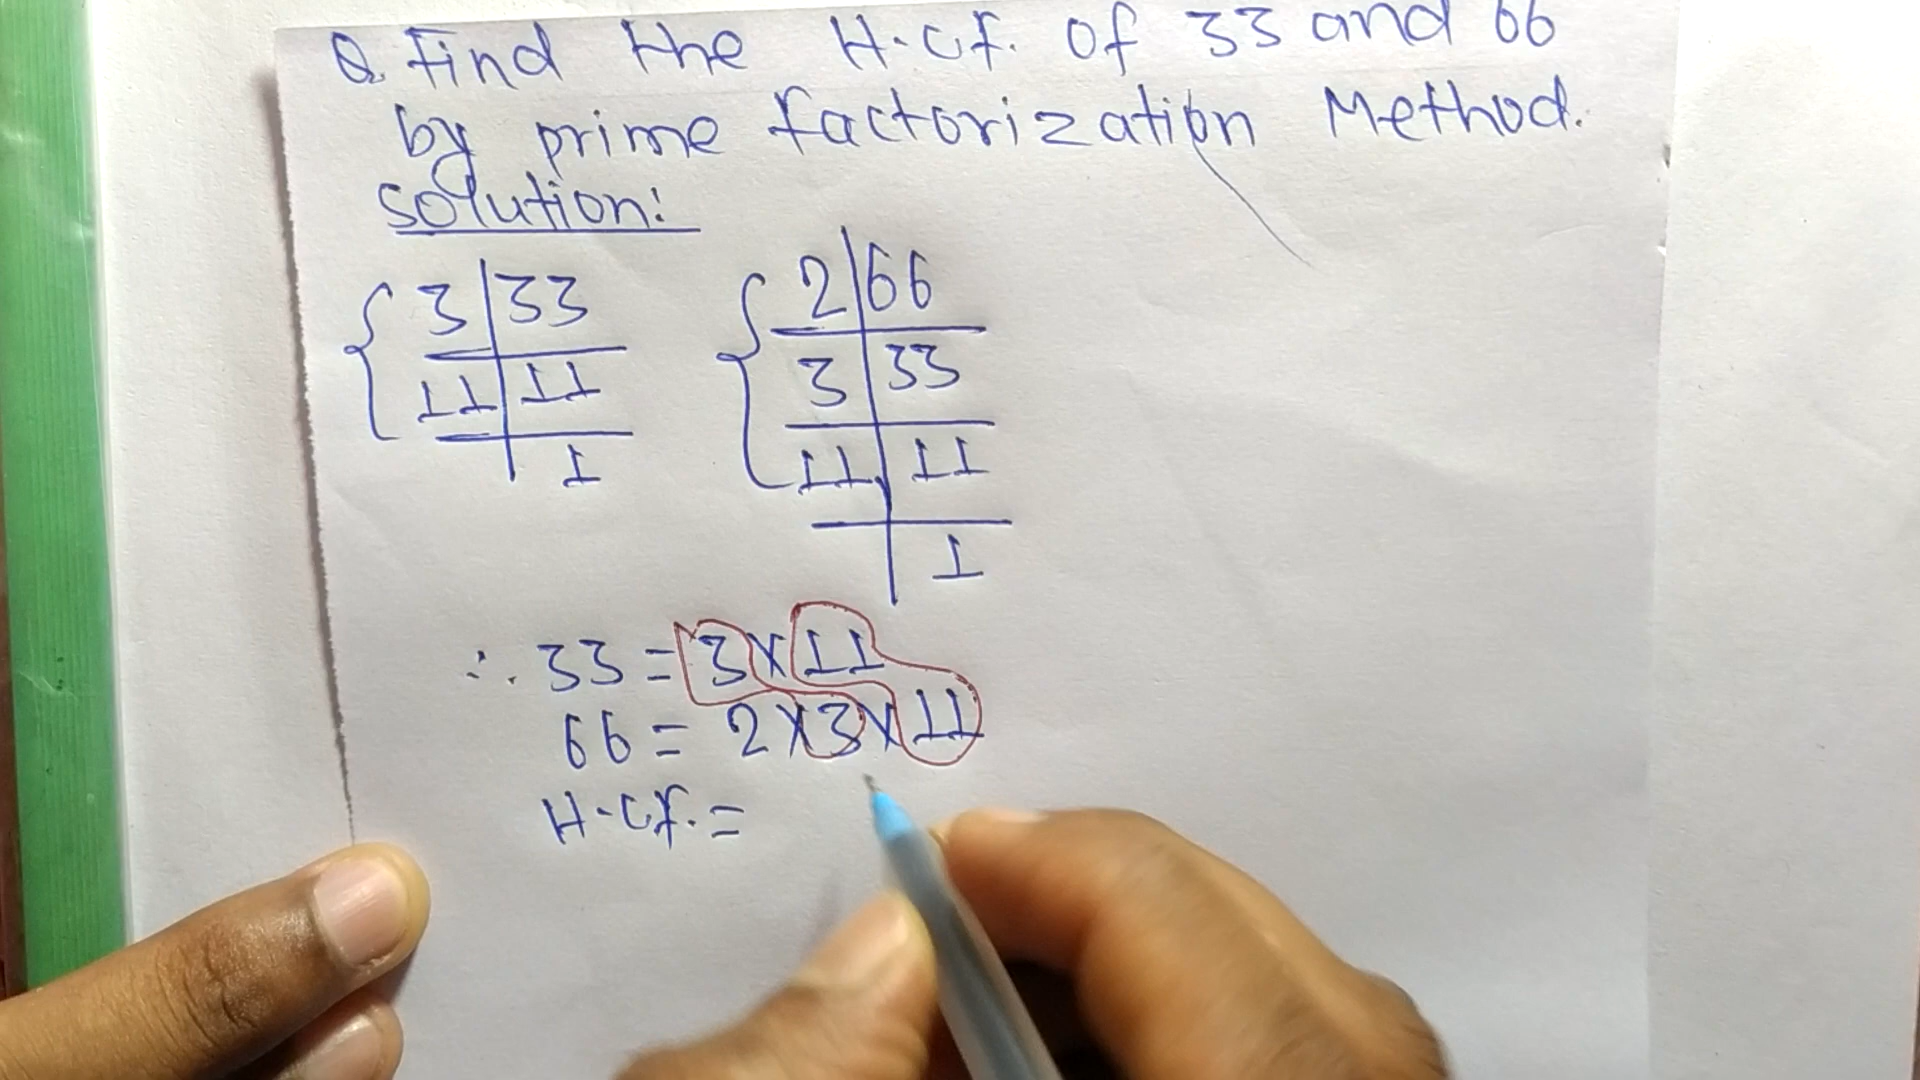 Q. Find the H.C.F. Of 33 and 66
by prime factorization Method.
solution:
3 | 33
11 | 11
1
2 | 66
3 | 33
11 | 11
1
∴ 33 = 3 x 11
66 = 2 x 3 x 11
H.C.F. =